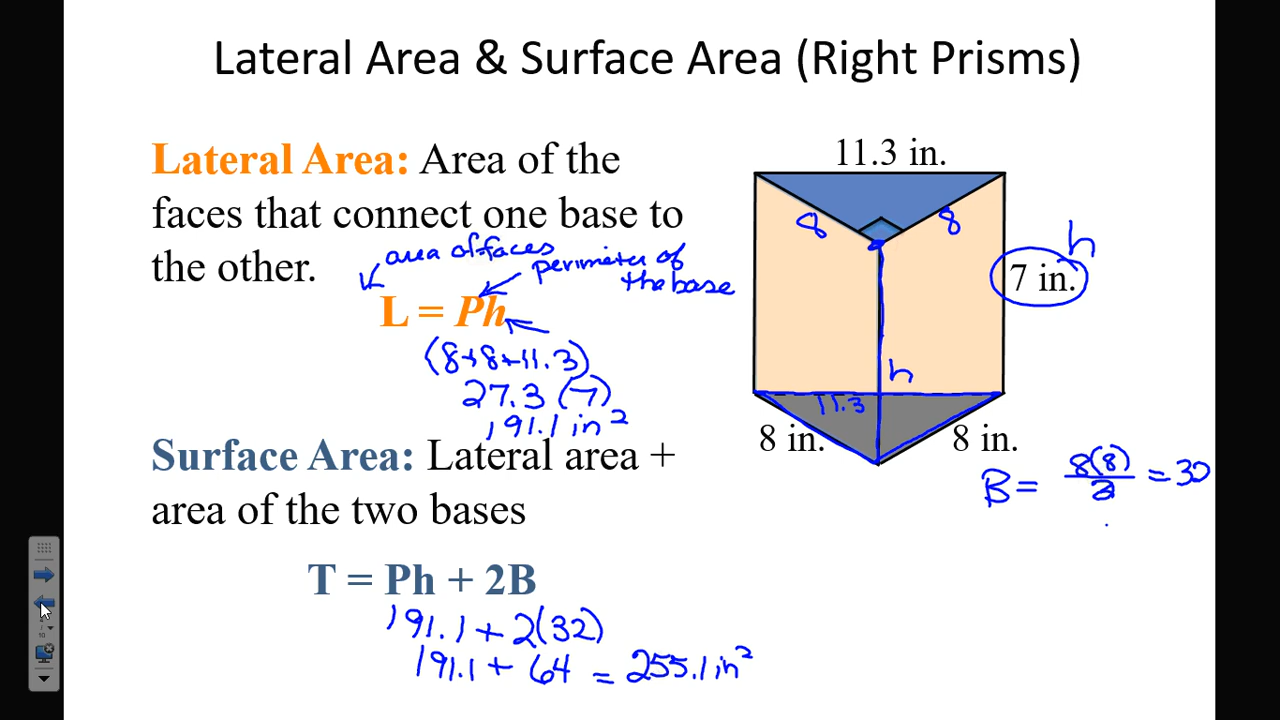 Lateral Area & Surface Area (Right Prisms)
Lateral Area: Area of the
faces that connect one base to
the other.
area of faces
perimeter of
the base
L = Ph
(8+8+11.3)
27.3 (7)
191.1 in²
Surface Area: Lateral area +
area of the two bases
T = Ph + 2B
191.1 + 2(32)
191.1 + 64 = 255.1 in²
11.3 in.
8 8
h
7 in.
h
11.3
8 in. 8 in.
B = 8(8)/2 = 32